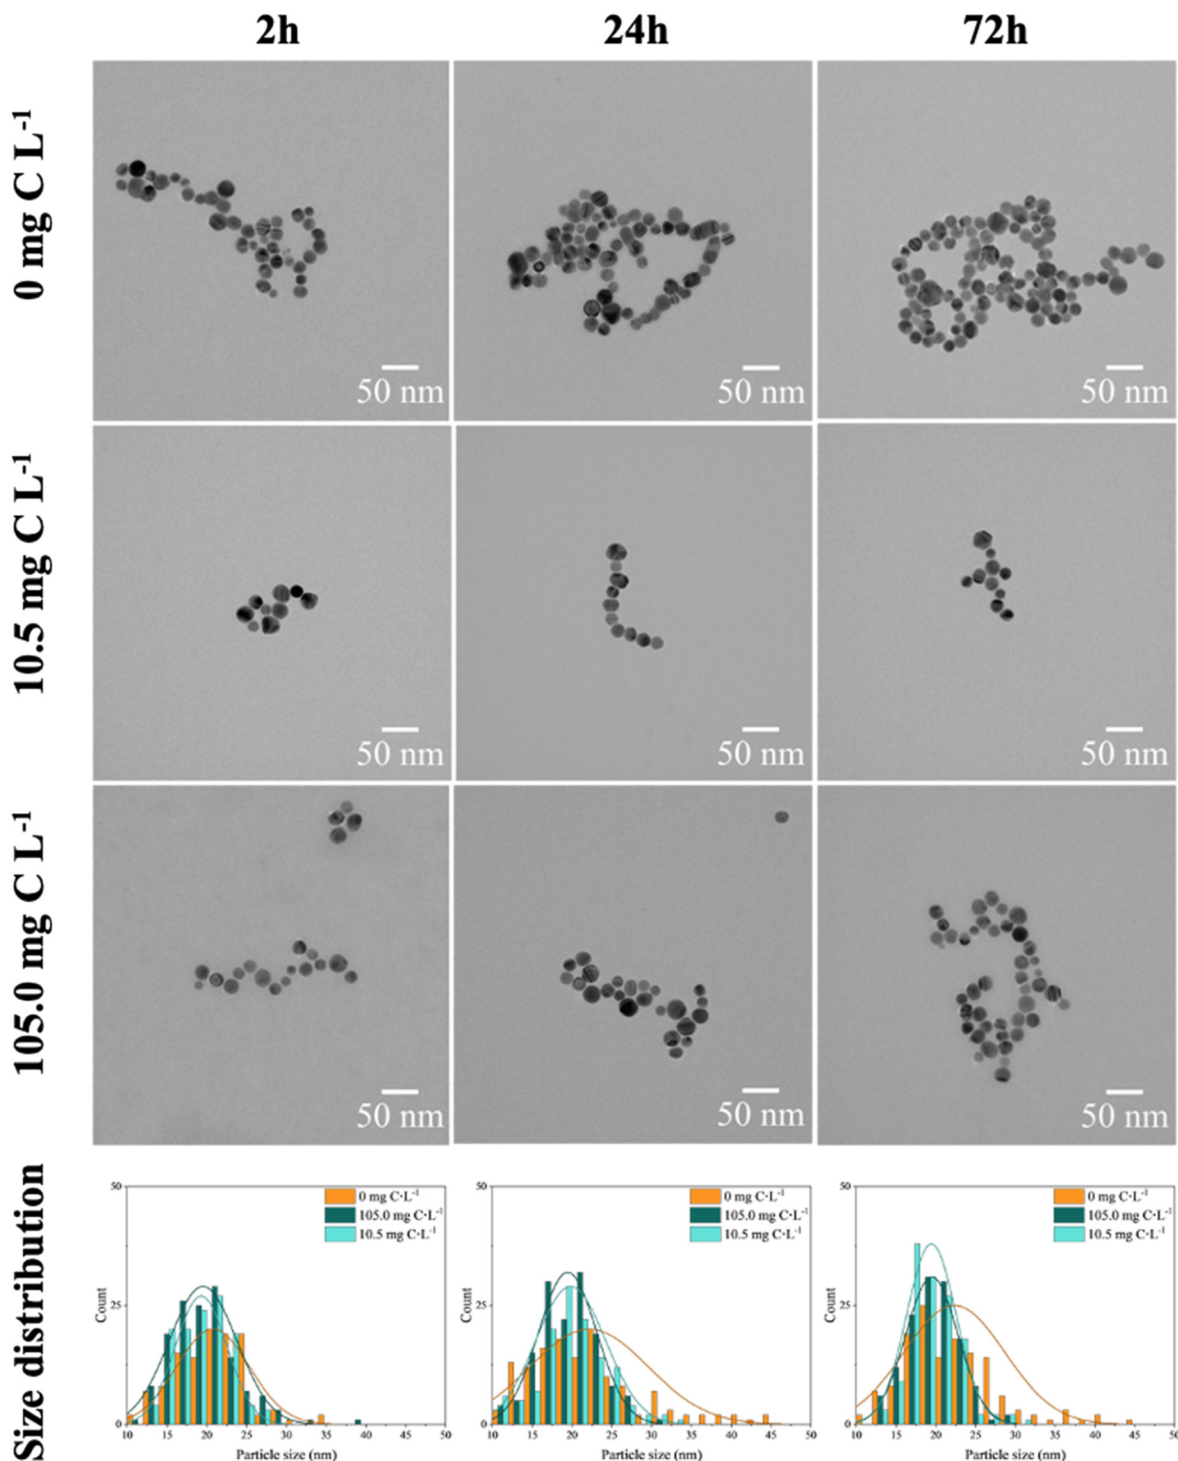 2h 24h 72h
0 mg C L⁻¹
50 nm 50 nm 50 nm
10.5 mg C L⁻¹
50 nm 50 nm 50 nm
105.0 mg C L⁻¹
50 nm 50 nm 50 nm
Size distribution
50
25
0
Count
0 mg C·L⁻¹
105.0 mg C·L⁻¹
10.5 mg C·L⁻¹
10 15 20 25 30 35 40 45 50
Particle size (nm)
50
25
0
Count
0 mg C·L⁻¹
105.0 mg C·L⁻¹
10.5 mg C·L⁻¹
10 15 20 25 30 35 40 45 50
Particle size (nm)
50
25
0
Count
0 mg C·L⁻¹
105.0 mg C·L⁻¹
10.5 mg C·L⁻¹
10 15 20 25 30 35 40 45 50
Particle size (nm)